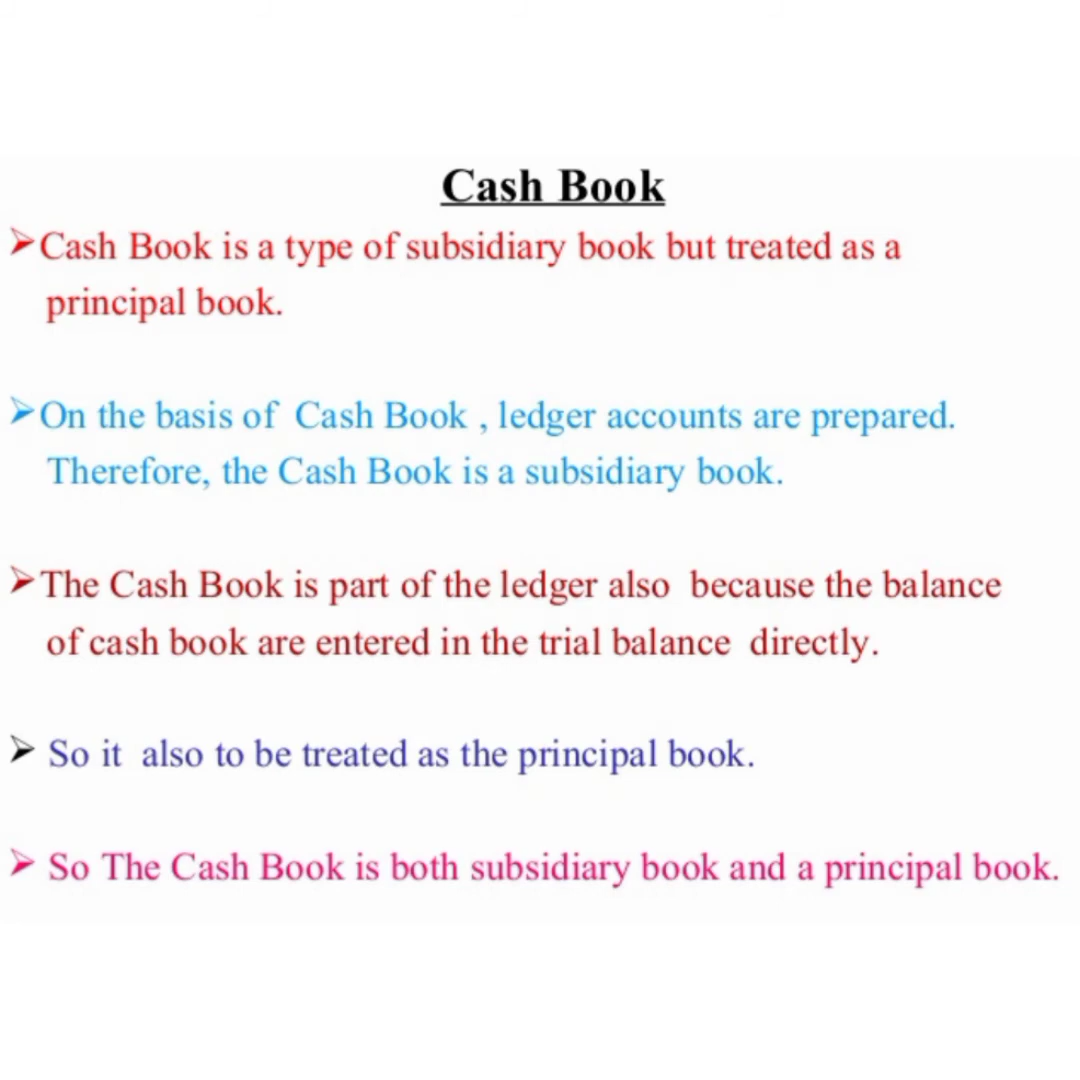 Cash Book
➢Cash Book is a type of subsidiary book but treated as a
principal book.
➢On the basis of Cash Book , ledger accounts are prepared.
Therefore, the Cash Book is a subsidiary book.
➢The Cash Book is part of the ledger also because the balance
of cash book are entered in the trial balance directly.
➢ So it also to be treated as the principal book.
➢ So The Cash Book is both subsidiary book and a principal book.